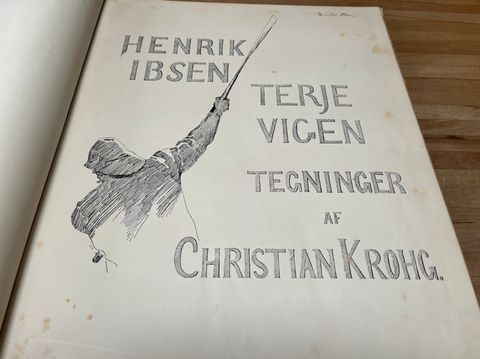 HENRIK
IBSEN
TERJE
VIGEN
TEGNINGER
AF
CHRISTIAN KROHG.